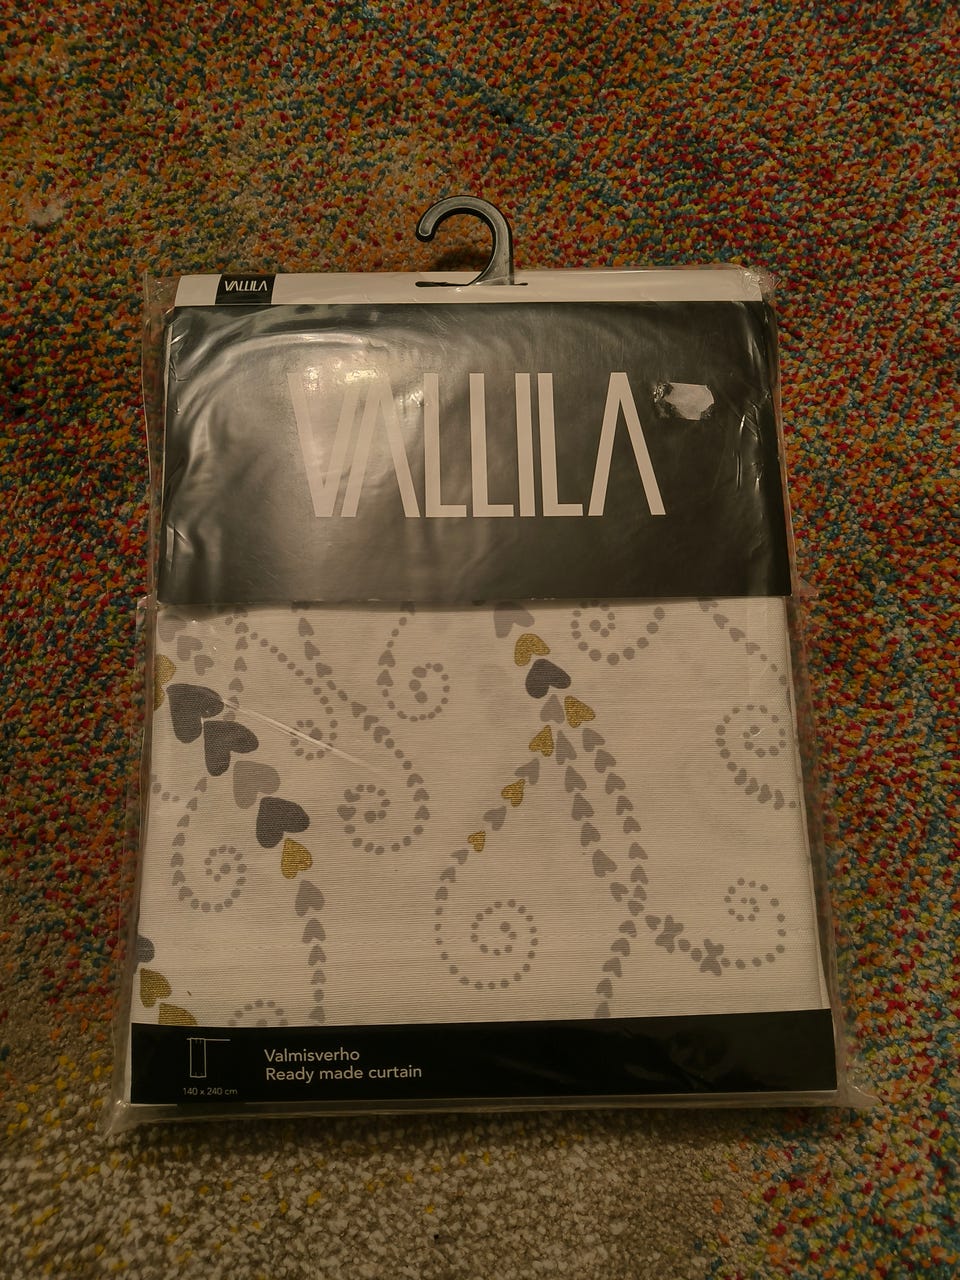 VALLILA
VALLILA
Valmisverho
Ready made curtain
140 x 240 cm